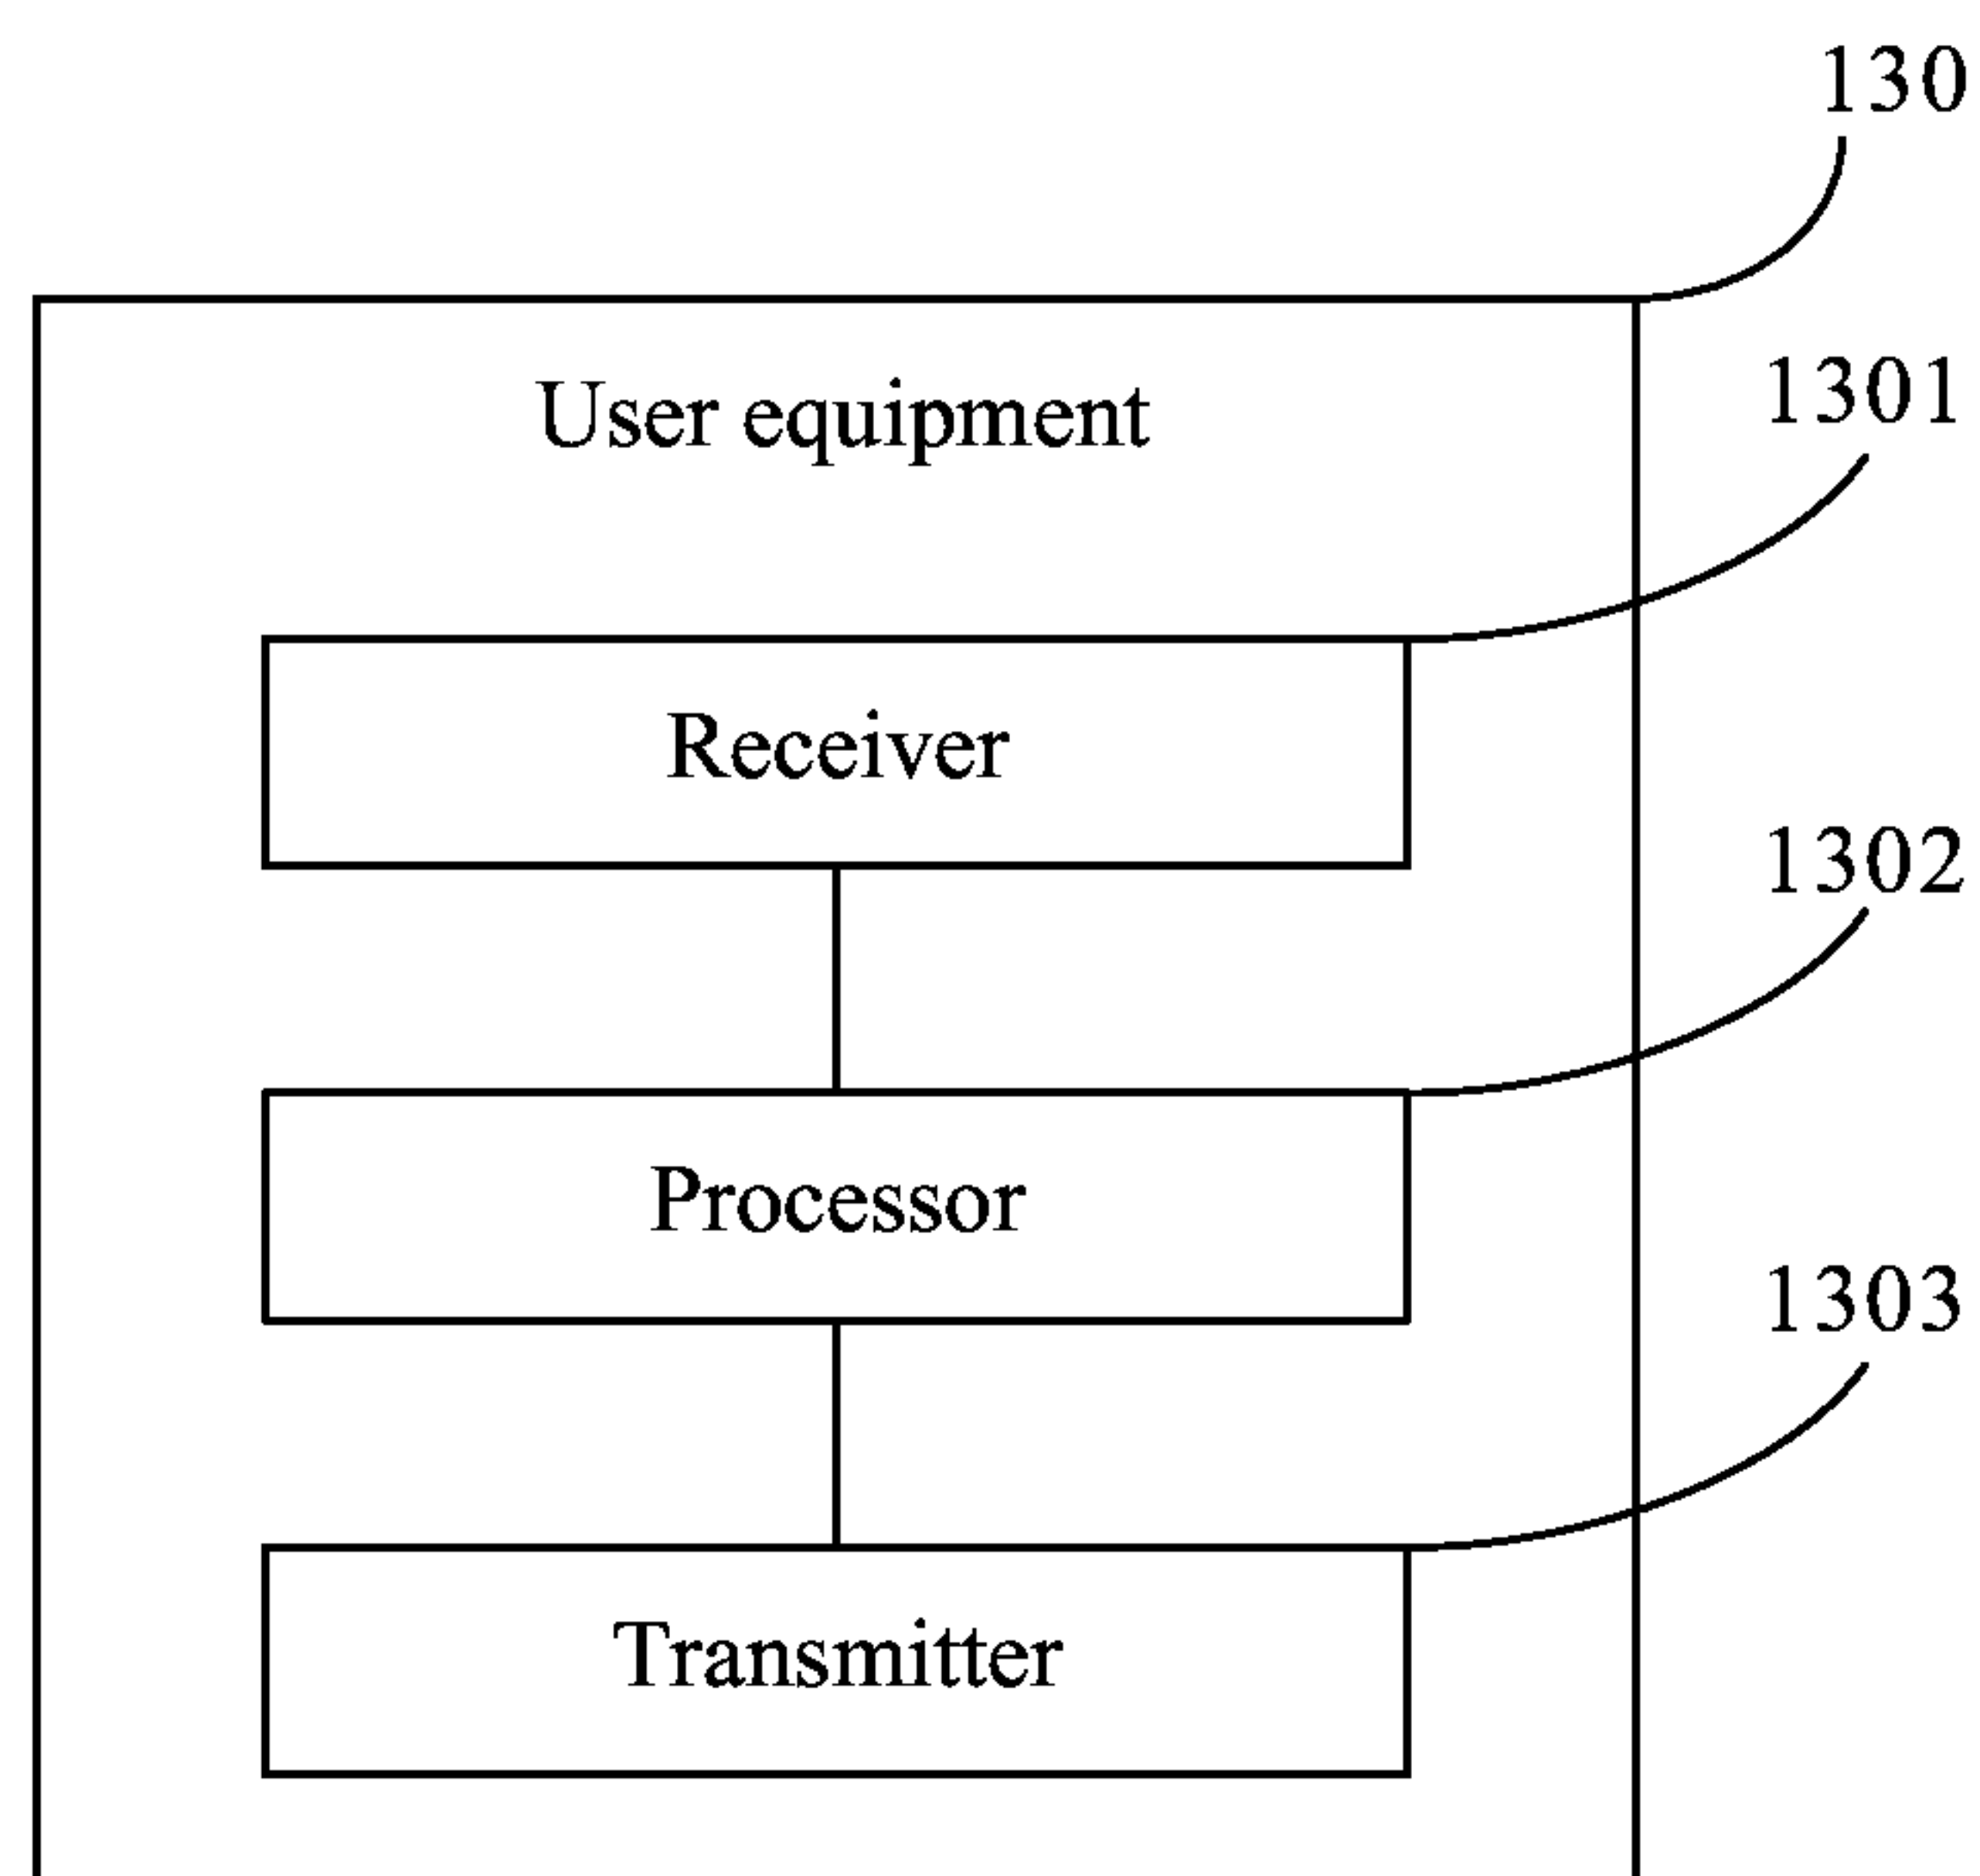 130
User equipment
1301
Receiver
1302
Processor
1303
Transmitter